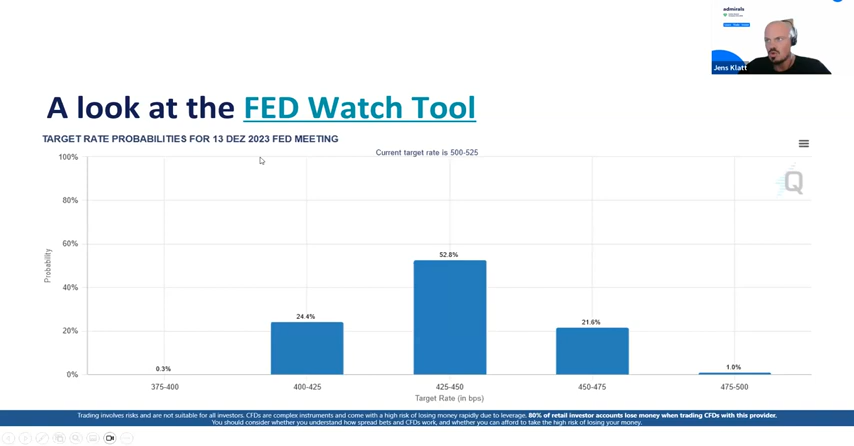 admirals
Jens Klatt
A look at the FED Watch Tool
TARGET RATE PROBABILITIES FOR 13 DEZ 2023 FED MEETING
Current target rate is 500-525
100%
80%
60%
40%
20%
0%
Probability
0.3%
24.4%
52.8%
21.6%
1.0%
375-400
400-425
425-450
450-475
475-500
Target Rate (in bps)
Q
Trading involves risks and are not suitable for all investors. CFDs are complex instruments and come with a high risk of losing money rapidly due to leverage. 80% of retail investor accounts lose money when trading CFDs with this provider.
You should consider whether you understand how spread bets and CFDs work, and whether you can afford to take the high risk of losing your money.